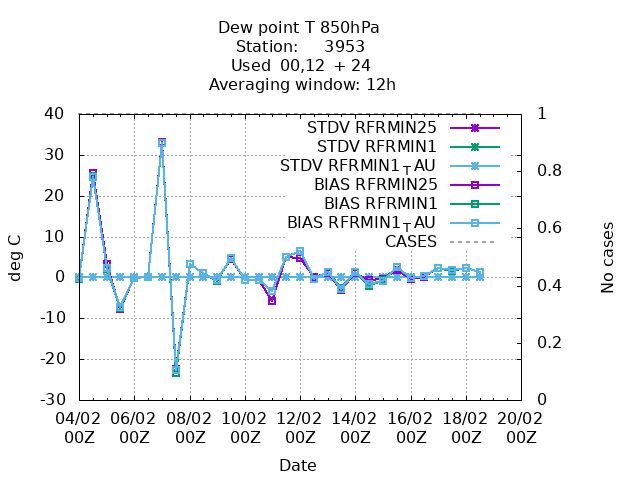 Dew point T 850hPa
Station: 3953
Used 00,12 + 24
Averaging window: 12h
deg C
40
30
20
10
0
-10
-20
-30
1
0.8
0.6
0.4
0.2
0
No cases
STDV RFRMIN25
STDV RFRMIN1
STDV RFRMIN1TAU
BIAS RFRMIN25
BIAS RFRMIN1
BIAS RFRMIN1TAU
CASES
04/02 06/02 08/02 10/02 12/02 14/02 16/02 18/02 20/02
00Z 00Z 00Z 00Z 00Z 00Z 00Z 00Z 00Z
Date